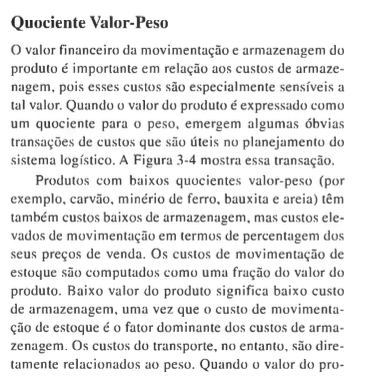 Quociente Valor-Peso
O valor financeiro da movimentação e armazenagem do
produto é importante em relação aos custos de armaze-
nagem, pois esses custos são especialmente sensíveis a
tal valor. Quando o valor do produto é expressado como
um quociente para o peso, emergem algumas óbvias
transações de custos que são úteis no planejamento do
sistema logístico. A Figura 3-4 mostra essa transação.
Produtos com baixos quocientes valor-peso (por
exemplo, carvão, minério de ferro, bauxita e areia) têm
também custos baixos de armazenagem, mas custos ele-
vados de movimentação em termos de percentagem dos
seus preços de venda. Os custos de movimentação de
estoque são computados como uma fração do valor do
produto. Baixo valor do produto significa baixo custo
de armazenagem, uma vez que o custo de movimenta-
ção de estoque é o fator dominante dos custos de arma-
zenagem. Os custos do transporte, no entanto, são dire-
tamente relacionados ao peso. Quando o valor do pro-